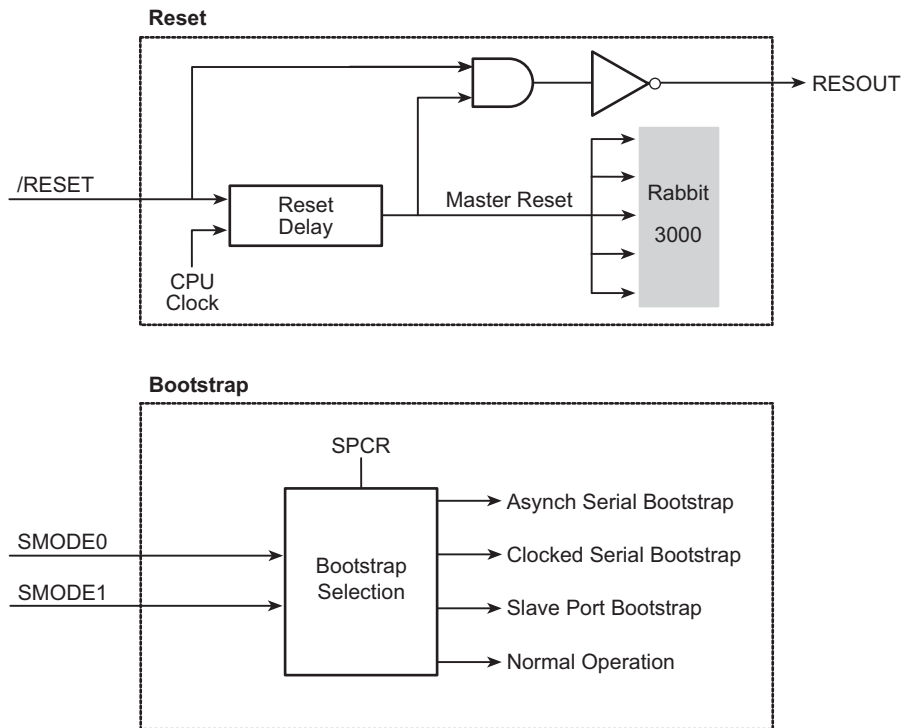 Reset
RESOUT
/RESET
Reset
Delay
Master Reset
Rabbit
3000
CPU
Clock
Bootstrap
SPCR
SMODE0
SMODE1
Bootstrap
Selection
Asynch Serial Bootstrap
Clocked Serial Bootstrap
Slave Port Bootstrap
Normal Operation